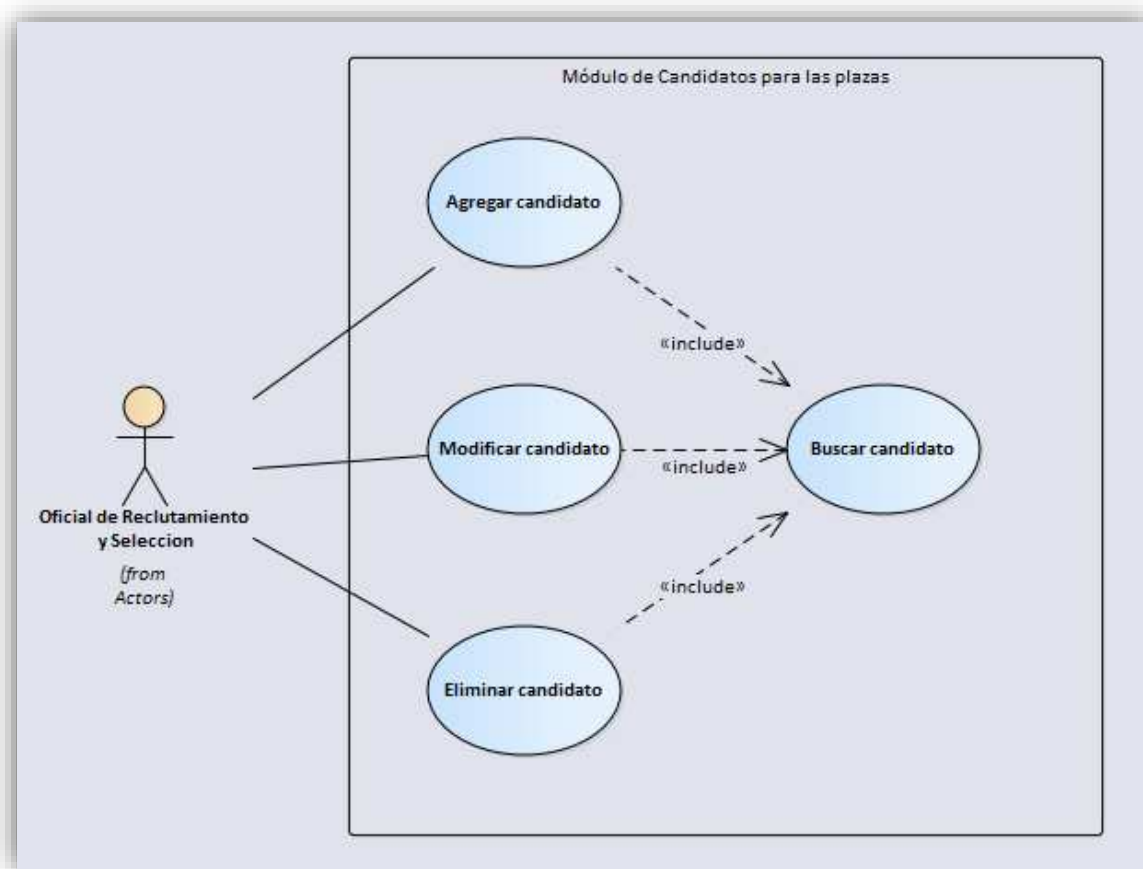 Módulo de Candidatos para las plazas
Agregar candidato
«include»
Modificar candidato
«include»
Buscar candidato
Oficial de Reclutamiento
y Seleccion
(from
Actors)
«include»
Eliminar candidato